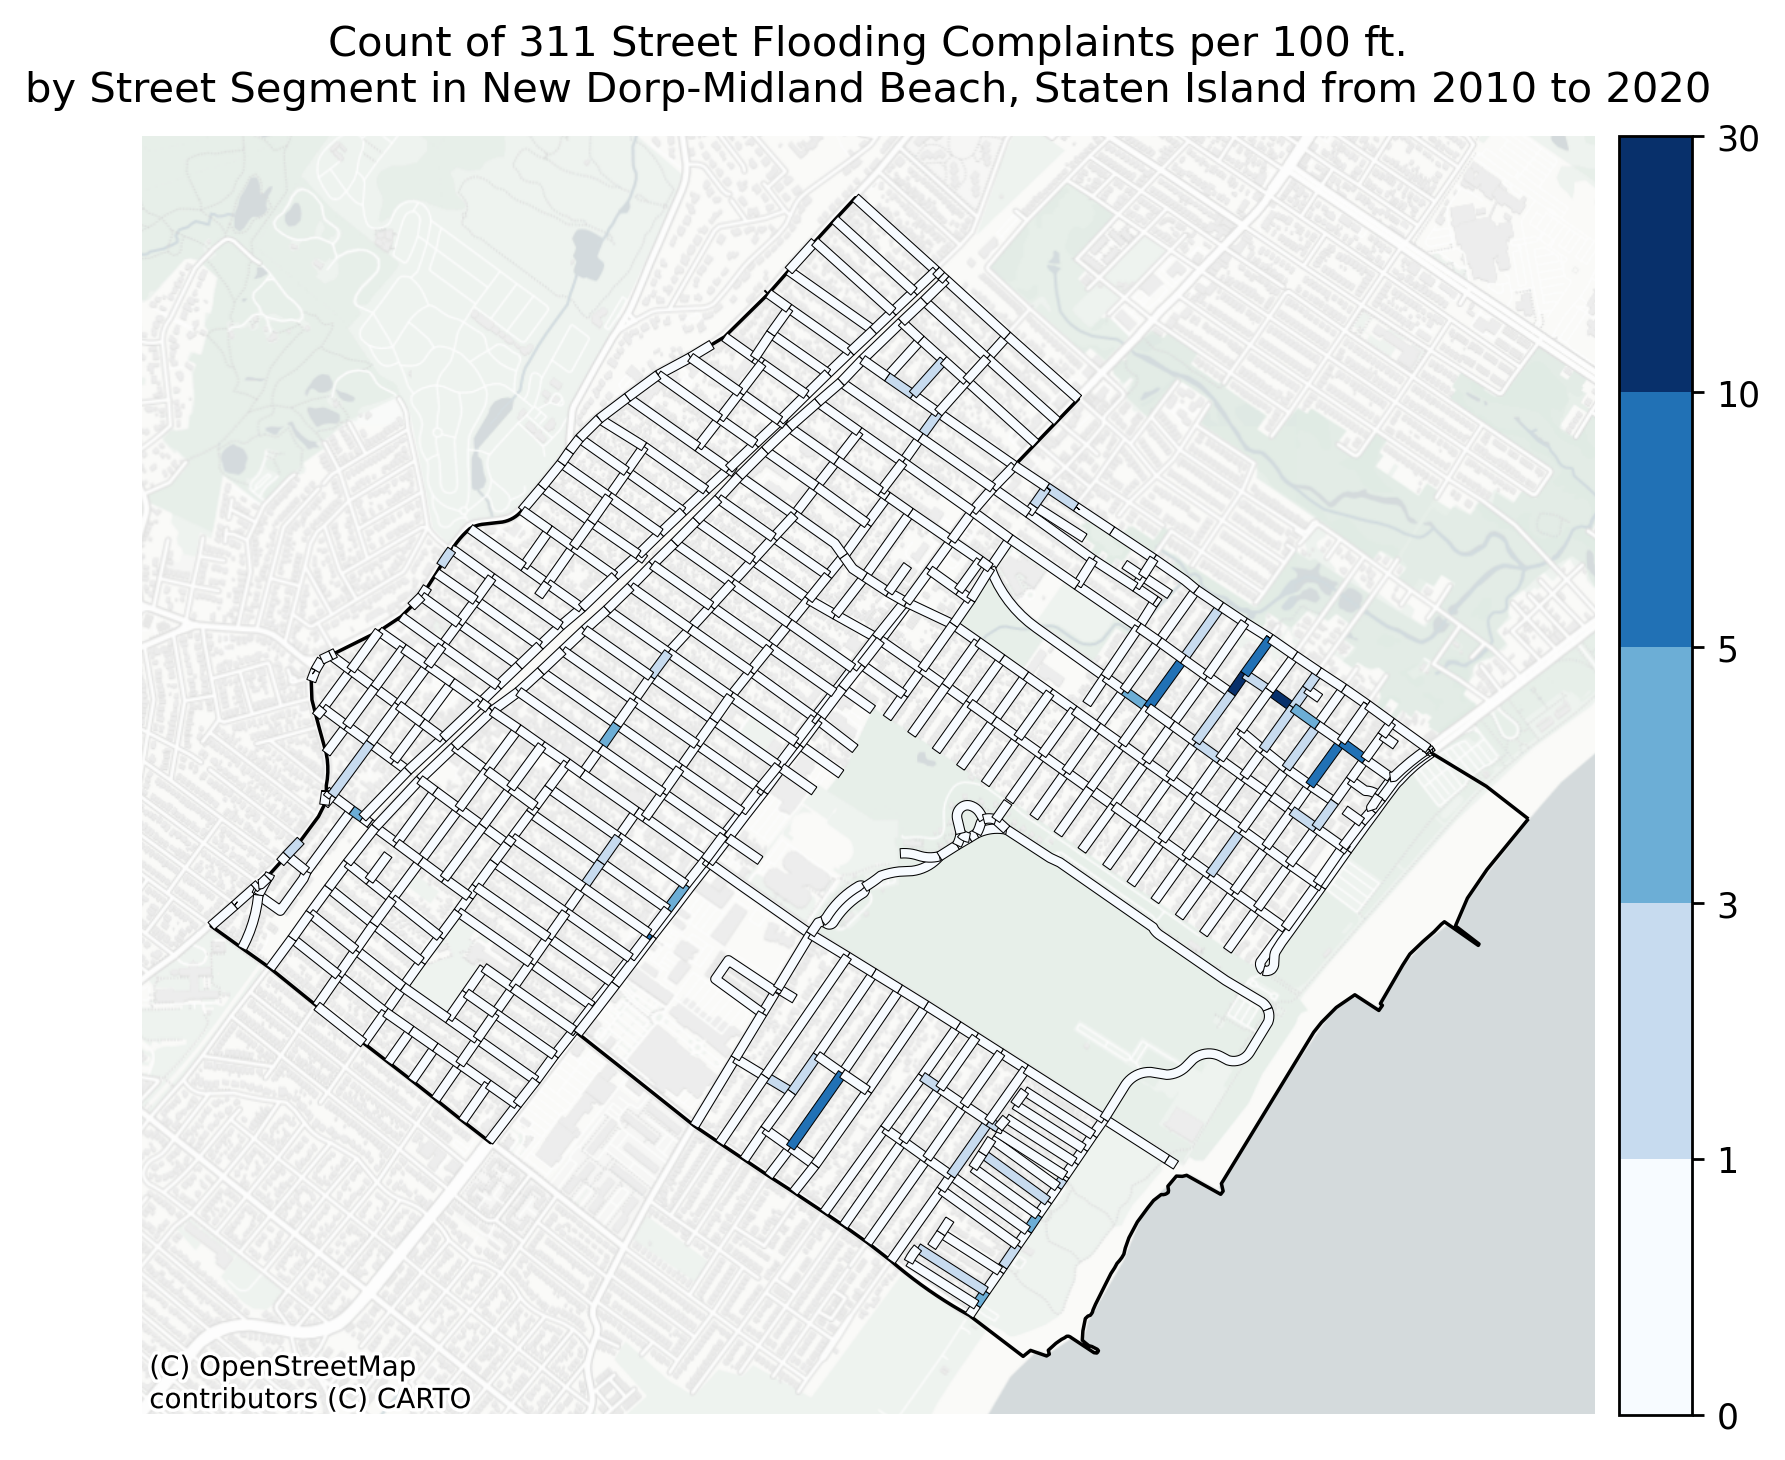 Count of 311 Street Flooding Complaints per 100 ft.
by Street Segment in New Dorp-Midland Beach, Staten Island from 2010 to 2020
30
10
5
3
1
0
(C) OpenStreetMap
contributors (C) CARTO